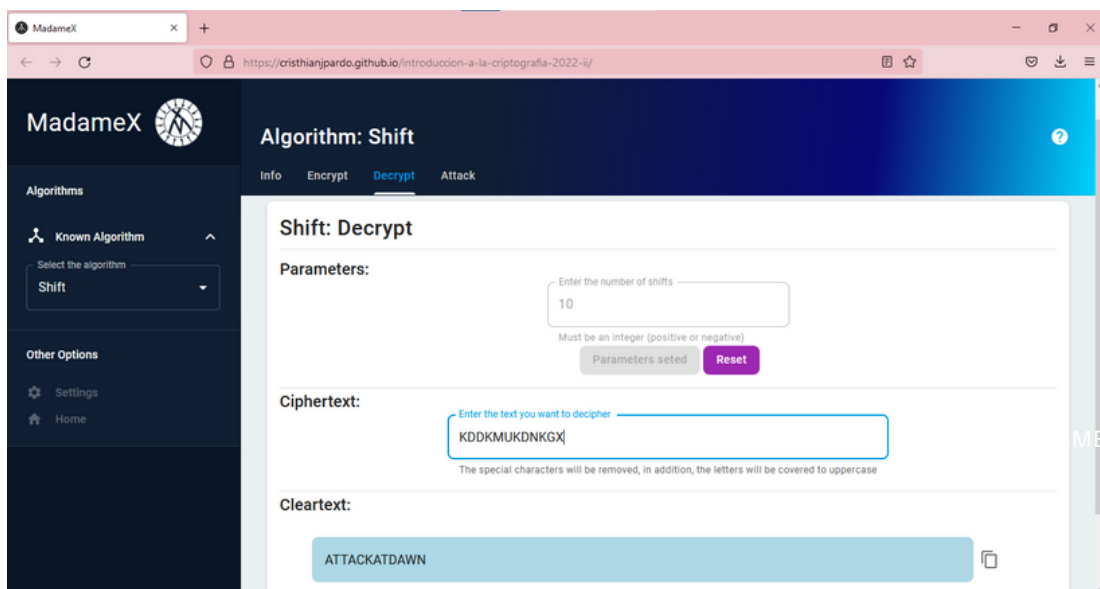 MadameX
https://cristhianjpardo.github.io/introduccion-a-la-criptografia-2022-ii/
MadameX
Algorithm: Shift
Info Encrypt Decrypt Attack
Algorithms
Known Algorithm
Select the algorithm
Shift
Other Options
Settings
Home
Shift: Decrypt
Parameters:
Enter the number of shifts
10
Must be an integer (positive or negative)
Parameters seted Reset
Ciphertext:
Enter the text you want to decipher
KDDKMUKDNKGX
The special characters will be removed, in addition, the letters will be covered to uppercase
Cleartext:
ATTACKATDAWN